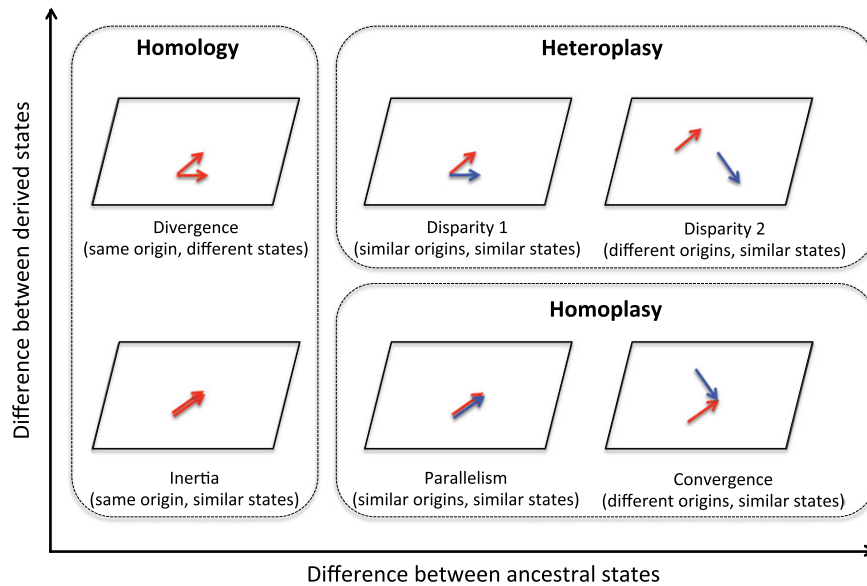 Homology
Heteroplasy
Divergence
(same origin, different states)
Disparity 1
(similar origins, similar states)
Disparity 2
(different origins, similar states)
Homoplasy
Inertia
(same origin, similar states)
Parallelism
(similar origins, similar states)
Convergence
(different origins, similar states)
Difference between derived states
Difference between ancestral states